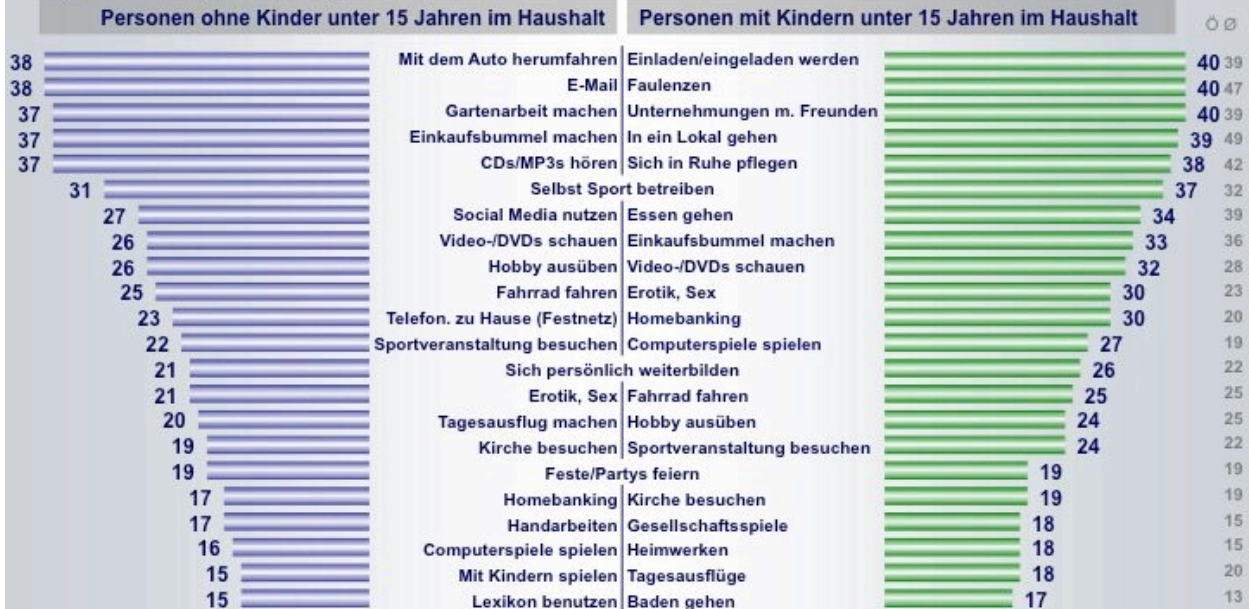 Personen ohne Kinder unter 15 Jahren im Haushalt Personen mit Kindern unter 15 Jahren im Haushalt Ö Ø
38 Mit dem Auto herumfahren Einladen/eingeladen werden 40 39
38 E-Mail Faulenzen 40 47
37 Gartenarbeit machen Unternehmungen m. Freunden 40 39
37 Einkaufsbummel machen In ein Lokal gehen 39 49
37 CDs/MP3s hören Sich in Ruhe pflegen 38 42
31 Selbst Sport betreiben 37 32
27 Social Media nutzen Essen gehen 34 39
26 Video-/DVDs schauen Einkaufsbummel machen 33 36
26 Hobby ausüben Video-/DVDs schauen 32 28
25 Fahrrad fahren Erotik, Sex 30 23
23 Telefon. zu Hause (Festnetz) Homebanking 30 20
22 Sportveranstaltung besuchen Computerspiele spielen 27 19
21 Sich persönlich weiterbilden 26 22
21 Erotik, Sex Fahrrad fahren 25 25
20 Tagesausflug machen Hobby ausüben 24 25
19 Kirche besuchen Sportveranstaltung besuchen 24 22
19 Feste/Partys feiern 19 19
17 Homebanking Kirche besuchen 19 19
17 Handarbeiten Gesellschaftsspiele 18 15
16 Computerspiele spielen Heimwerken 18 15
15 Mit Kindern spielen Tagesausflüge 18 20
15 Lexikon benutzen Baden gehen 17 13